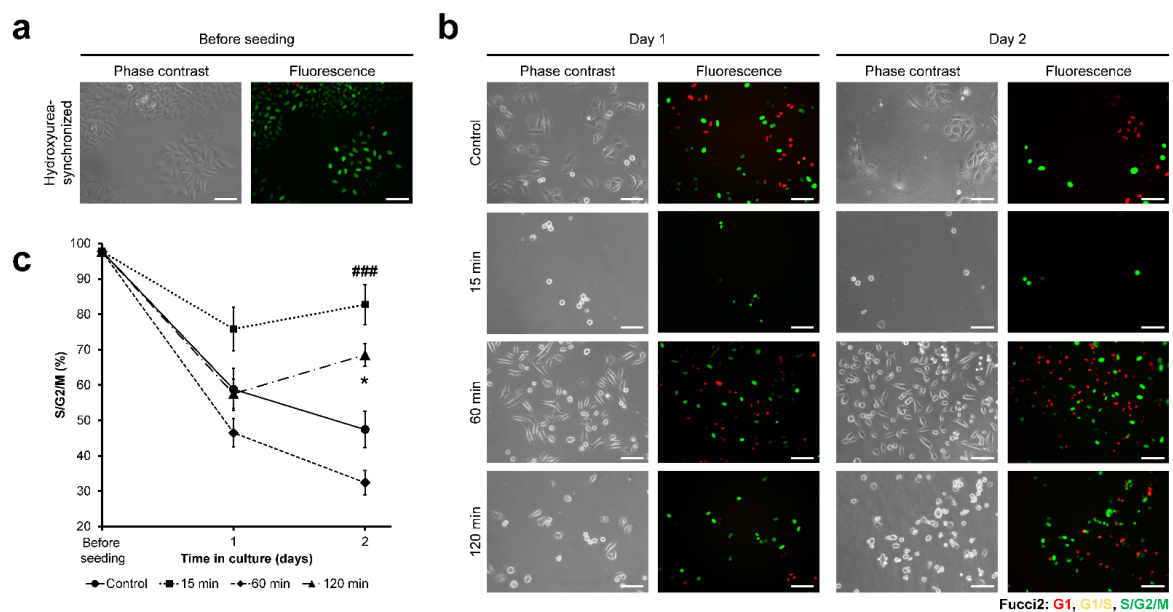 a
Before seeding
Phase contrast
Fluorescence
Hydroxyurea-
synchronized
b
Day 1
Day 2
Phase contrast
Fluorescence
Phase contrast
Fluorescence
Control
15 min
60 min
120 min
Fucci2: G1, G1/S, S/G2/M
c
100
90
80
70
60
50
40
30
20
S/G2/M (%)
###
*
Before
seeding
1
2
Time in culture (days)
Control
15 min
60 min
120 min